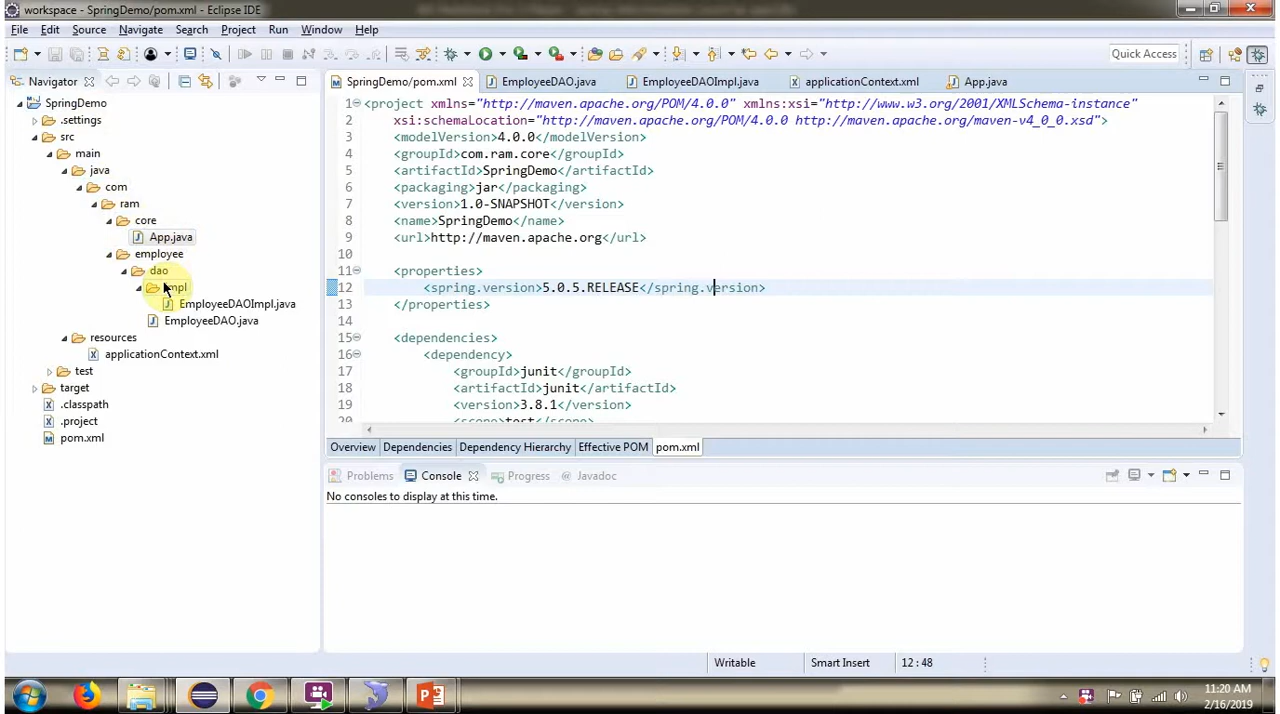 workspace - SpringDemo/pom.xml - Eclipse IDE
File Edit Source Navigate Search Project Run Window Help
Quick Access
Navigator
SpringDemo
.settings
src
main
java
com
ram
core
App.java
employee
dao
impl
EmployeeDAOImpl.java
EmployeeDAO.java
resources
applicationContext.xml
test
target
.classpath
.project
pom.xml
SpringDemo/pom.xml EmployeeDAO.java EmployeeDAOImpl.java applicationContext.xml App.java
1 <project xmlns="http://maven.apache.org/POM/4.0.0" xmlns:xsi="http://www.w3.org/2001/XMLSchema-instance"
2 xsi:schemaLocation="http://maven.apache.org/POM/4.0.0 http://maven.apache.org/maven-v4_0_0.xsd">
3 <modelVersion>4.0.0</modelVersion>
4 <groupId>com.ram.core</groupId>
5 <artifactId>SpringDemo</artifactId>
6 <packaging>jar</packaging>
7 <version>1.0-SNAPSHOT</version>
8 <name>SpringDemo</name>
9 <url>http://maven.apache.org</url>
10
11 <properties>
12 <spring.version>5.0.5.RELEASE</spring.version>
13 </properties>
14
15 <dependencies>
16 <dependency>
17 <groupId>junit</groupId>
18 <artifactId>junit</artifactId>
19 <version>3.8.1</version>
20 <scope>test</scope>
Overview Dependencies Dependency Hierarchy Effective POM pom.xml
Problems Console Progress @ Javadoc
No consoles to display at this time.
Writable Smart Insert 12 : 48
11:20 AM
2/16/2019